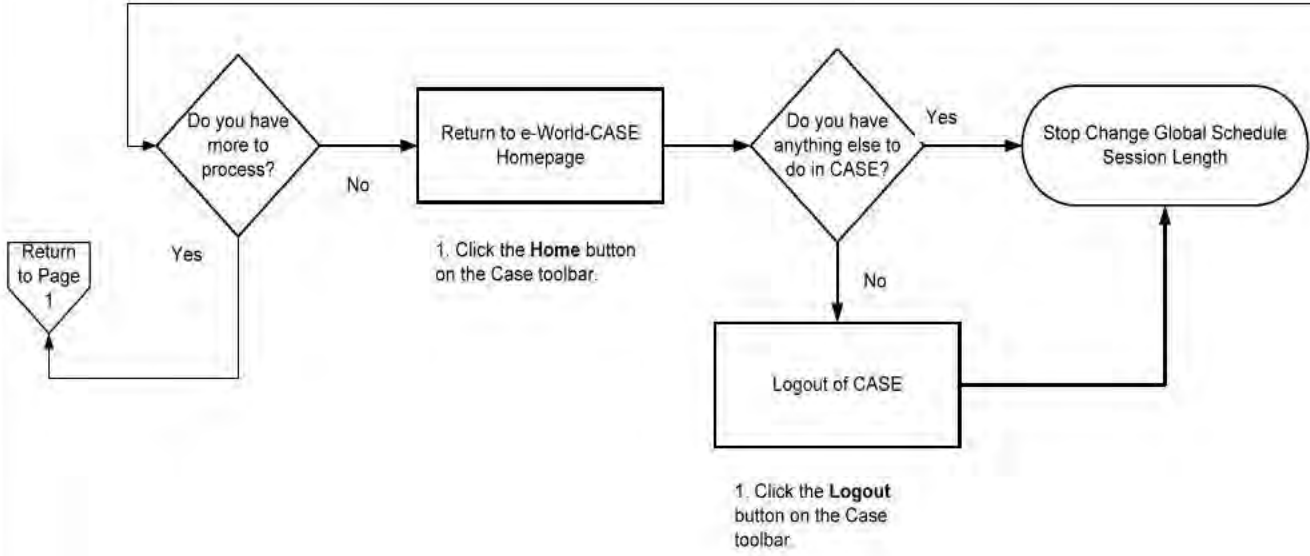 Do you have
more to
process?
No
Yes
Return
to Page
1
Return to e-World-CASE
Homepage
1. Click the Home button
on the Case toolbar.
Do you have
anything else to
do in CASE?
Yes
No
Stop Change Global Schedule
Session Length
Logout of CASE
1. Click the Logout
button on the Case
toolbar.